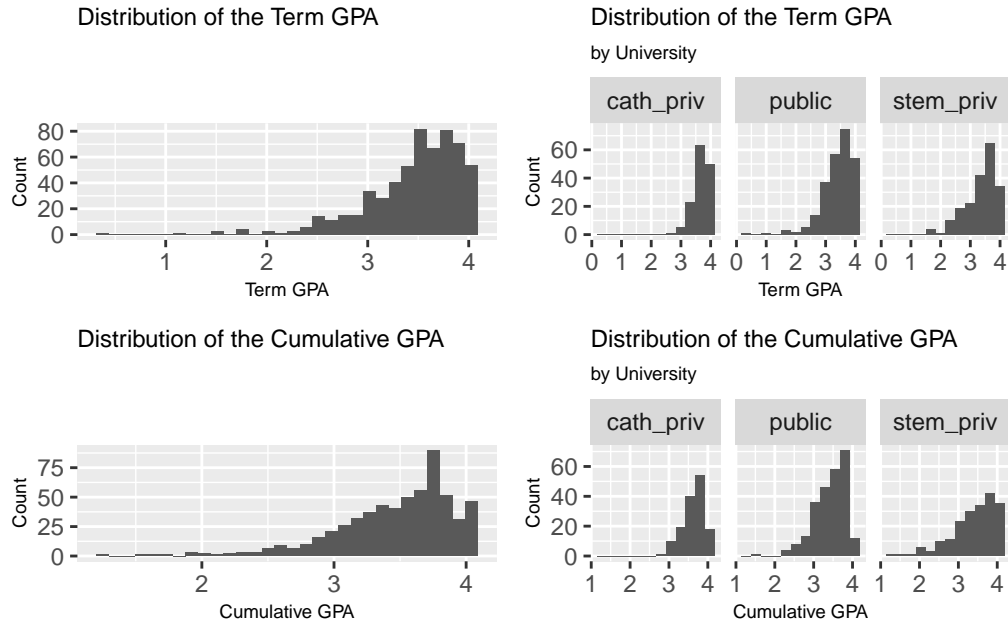 Distribution of the Term GPA
80
60
40
20
0
Count
1 2 3 4
Term GPA
Distribution of the Term GPA
by University
cath_priv public stem_priv
60
40
20
0
Count
0 1 2 3 4 0 1 2 3 4 0 1 2 3 4
Term GPA
Distribution of the Cumulative GPA
75
50
25
0
Count
2 3 4
Cumulative GPA
Distribution of the Cumulative GPA
by University
cath_priv public stem_priv
60
40
20
0
Count
1 2 3 4 1 2 3 4 1 2 3 4
Cumulative GPA